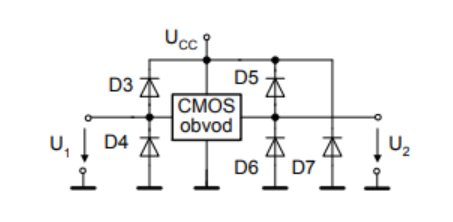 U_CC
D3
D5
CMOS
obvod
U_1
D4
D6
D7
U_2